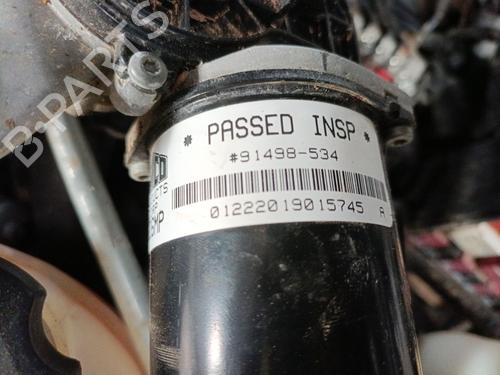 B-PARTS
* PASSED INSP *
#91498-534
01222019015745 A